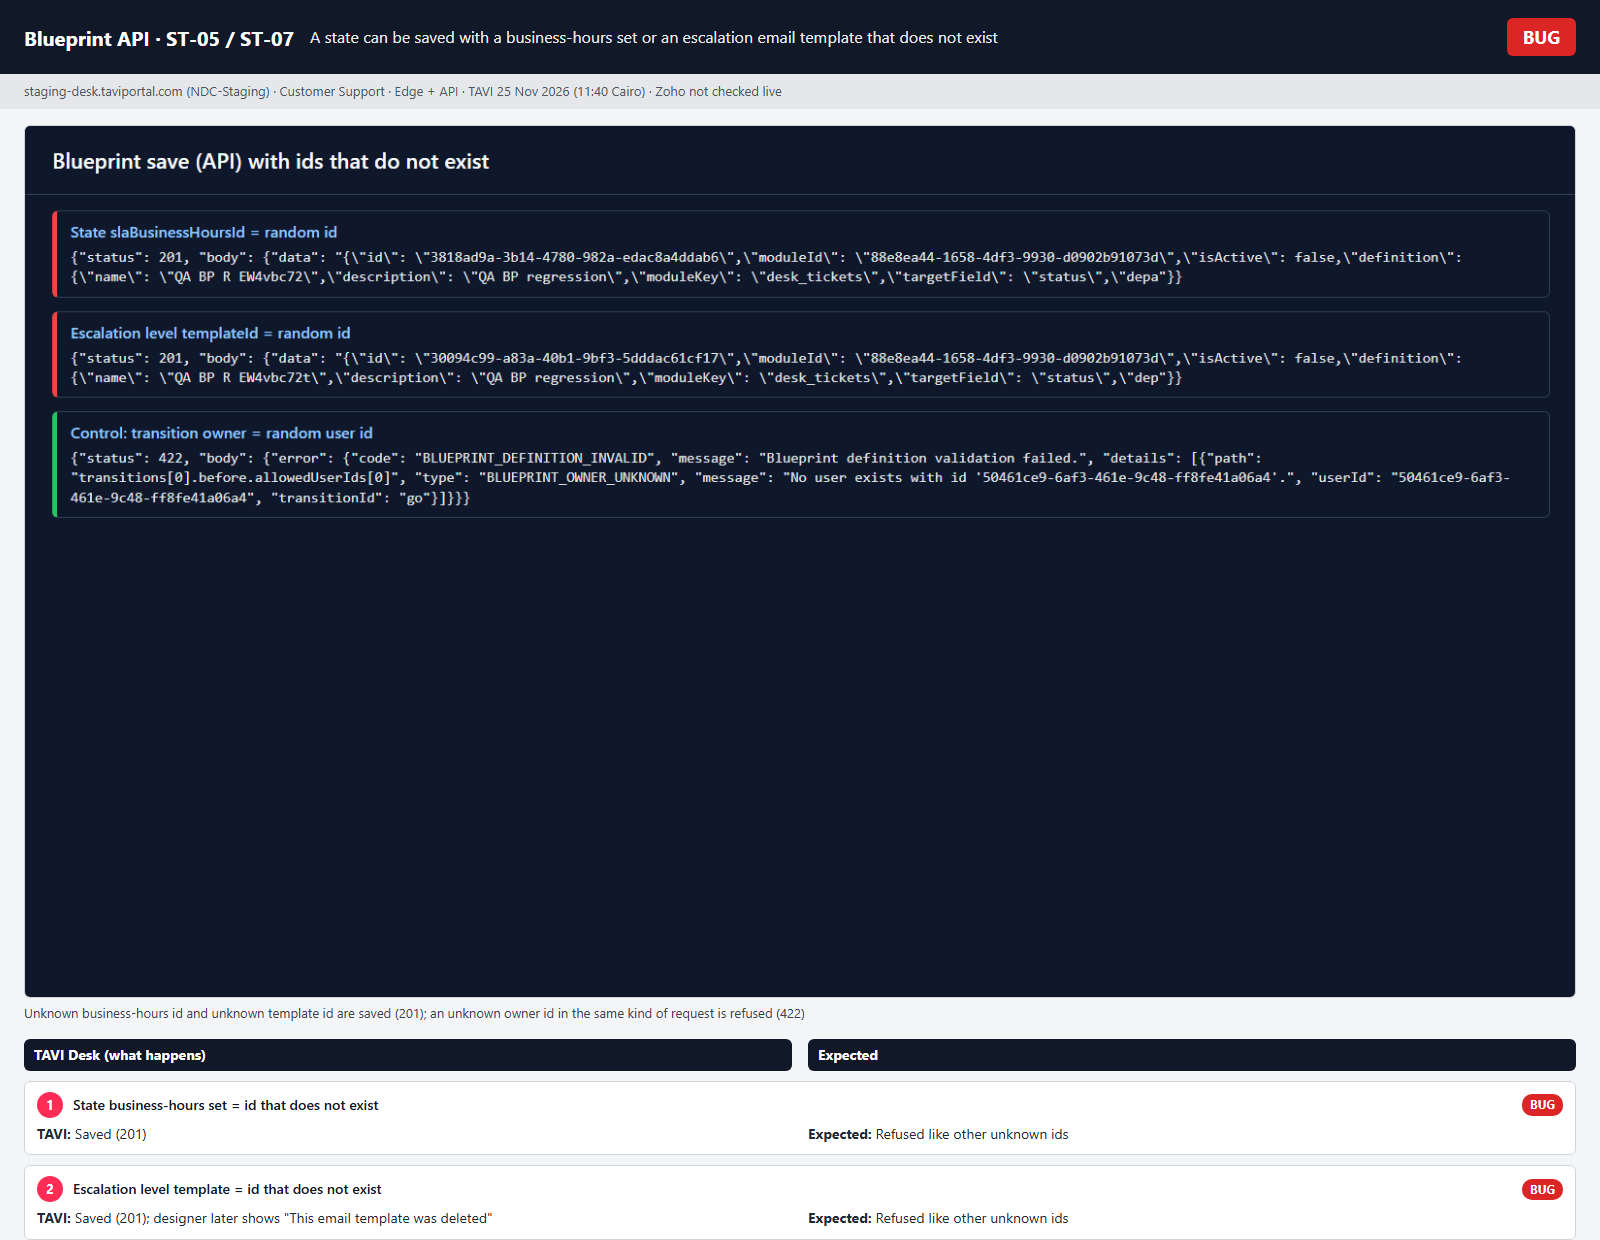 Blueprint API · ST-05 / ST-07 A state can be saved with a business-hours set or an escalation email template that does not exist BUG
staging-desk.taviportal.com (NDC-Staging) · Customer Support · Edge + API · TAVI 25 Nov 2026 (11:40 Cairo) · Zoho not checked live
Blueprint save (API) with ids that do not exist
State slaBusinessHoursId = random id
{"status": 201, "body": {"data": "{\"id\": \"3818ad9a-3b14-4780-982a-edac8a4ddab6\",\"moduleId\": \"88e8ea44-1658-4df3-9930-d0902b91073d\",\"isActive\": false,\"definition\":
{\"name\": \"QA BP R EW4vbc72\",\"description\": \"QA BP regression\",\"moduleKey\": \"desk_tickets\",\"targetField\": \"status\",\"depa"}}
Escalation level templateId = random id
{"status": 201, "body": {"data": "{\"id\": \"30094c99-a83a-40b1-9bf3-5dddac61cf17\",\"moduleId\": \"88e8ea44-1658-4df3-9930-d0902b91073d\",\"isActive\": false,\"definition\":
{\"name\": \"QA BP R EW4vbc72t\",\"description\": \"QA BP regression\",\"moduleKey\": \"desk_tickets\",\"targetField\": \"status\",\"dep"}}
Control: transition owner = random user id
{"status": 422, "body": {"error": {"code": "BLUEPRINT_DEFINITION_INVALID", "message": "Blueprint definition validation failed.", "details": [{"path":
"transitions[0].before.allowedUserIds[0]", "type": "BLUEPRINT_OWNER_UNKNOWN", "message": "No user exists with id '50461ce9-6af3-461e-9c48-ff8fe41a06a4'.", "userId": "50461ce9-6af3-
461e-9c48-ff8fe41a06a4", "transitionId": "go"}]}}}
Unknown business-hours id and unknown template id are saved (201); an unknown owner id in the same kind of request is refused (422)
TAVI Desk (what happens) Expected
1 State business-hours set = id that does not exist BUG
TAVI: Saved (201) Expected: Refused like other unknown ids
2 Escalation level template = id that does not exist BUG
TAVI: Saved (201); designer later shows "This email template was deleted" Expected: Refused like other unknown ids